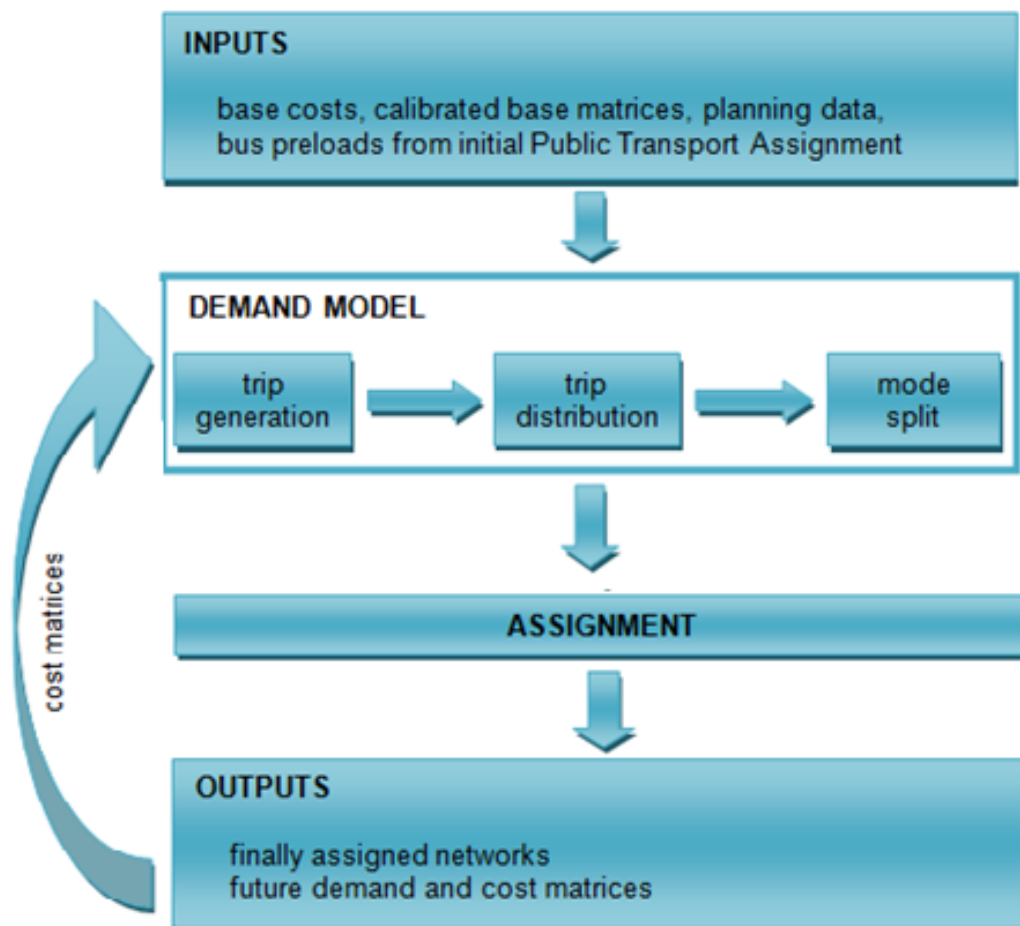 INPUTS
base costs, calibrated base matrices, planning data,
bus preloads from initial Public Transport Assignment
DEMAND MODEL
trip
generation
trip
distribution
mode
split
cost matrices
ASSIGNMENT
OUTPUTS
finally assigned networks
future demand and cost matrices